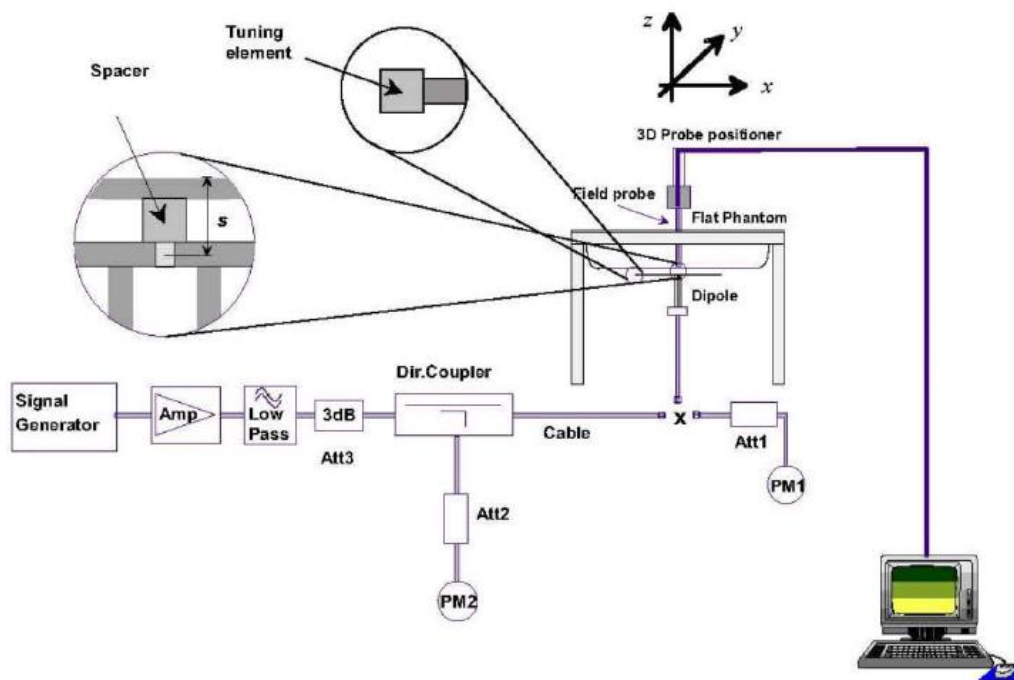 Tuning
element
Spacer
s
z
y
x
3D Probe positioner
Field probe
Flat Phantom
Dipole
Dir.Coupler
Signal
Generator
Amp
Low
Pass
3dB
Att3
Cable
x
Att1
PM1
Att2
PM2